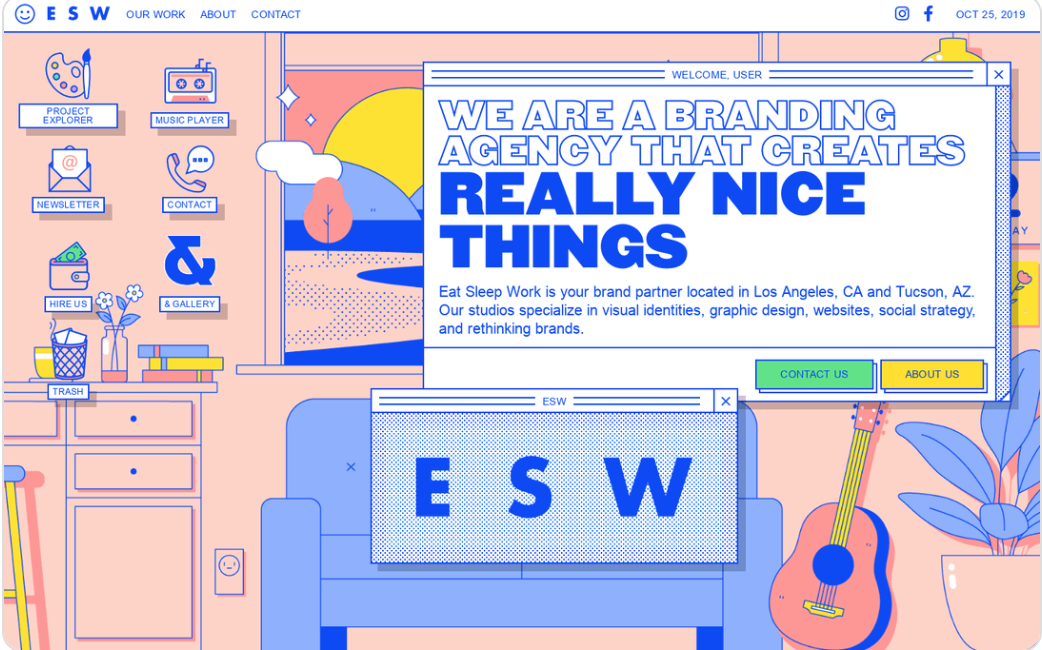 E S W OUR WORK ABOUT CONTACT OCT 25, 2019
WELCOME, USER
WE ARE A BRANDING
AGENCY THAT CREATES
REALLY NICE
THINGS
Eat Sleep Work is your brand partner located in Los Angeles, CA and Tucson, AZ.
Our studios specialize in visual identities, graphic design, websites, social strategy,
and rethinking brands.
CONTACT US ABOUT US
PROJECT
EXPLORER
MUSIC PLAYER
@
NEWSLETTER
CONTACT
HIRE US
&
& GALLERY
TRASH
ESW
E S W